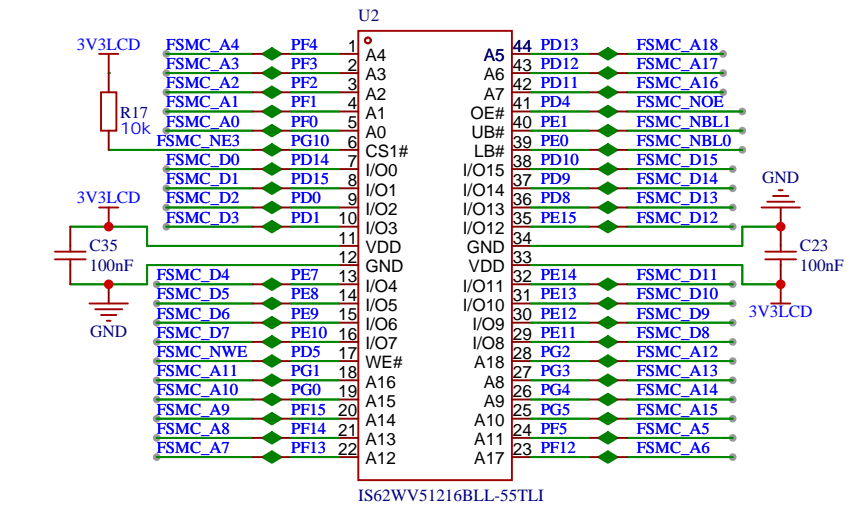 U2
3V3LCD
R17
10k
FSMC_A4 PF4 1 A4 A5 44 PD13 FSMC_A18
FSMC_A3 PF3 2 A3 A6 43 PD12 FSMC_A17
FSMC_A2 PF2 3 A2 A7 42 PD11 FSMC_A16
FSMC_A1 PF1 4 A1 OE# 41 PD4 FSMC_NOE
FSMC_A0 PF0 5 A0 UB# 40 PE1 FSMC_NBL1
FSMC_NE3 PG10 6 CS1# LB# 39 PE0 FSMC_NBL0
FSMC_D0 PD14 7 I/O0 I/O15 38 PD10 FSMC_D15
FSMC_D1 PD15 8 I/O1 I/O14 37 PD9 FSMC_D14
FSMC_D2 PD0 9 I/O2 I/O13 36 PD8 FSMC_D13
FSMC_D3 PD1 10 I/O3 I/O12 35 PE15 FSMC_D12
3V3LCD 11 VDD GND 34 GND
C35
100nF
GND
12 GND VDD 33
C23
100nF
3V3LCD
FSMC_D4 PE7 13 I/O4 I/O11 32 PE14 FSMC_D11
FSMC_D5 PE8 14 I/O5 I/O10 31 PE13 FSMC_D10
FSMC_D6 PE9 15 I/O6 I/O9 30 PE12 FSMC_D9
FSMC_D7 PE10 16 I/O7 I/O8 29 PE11 FSMC_D8
FSMC_NWE PD5 17 WE# A18 28 PG2 FSMC_A12
FSMC_A11 PG1 18 A16 A8 27 PG3 FSMC_A13
FSMC_A10 PG0 19 A15 A9 26 PG4 FSMC_A14
FSMC_A9 PF15 20 A14 A10 25 PG5 FSMC_A15
FSMC_A8 PF14 21 A13 A11 24 PF5 FSMC_A5
FSMC_A7 PF13 22 A12 A17 23 PF12 FSMC_A6
IS62WV51216BLL-55TLI